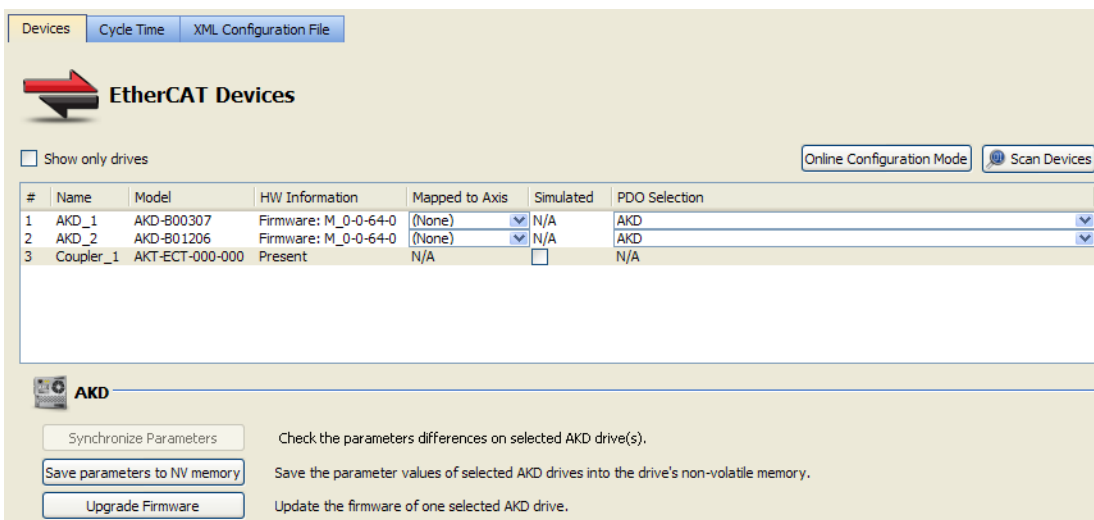 Devices Cycle Time XML Configuration File
EtherCAT Devices
Show only drives Online Configuration Mode Scan Devices
# Name Model HW Information Mapped to Axis Simulated PDO Selection
1 AKD_1 AKD-B00307 Firmware: M_0-0-64-0 (None) N/A AKD
2 AKD_2 AKD-B01206 Firmware: M_0-0-64-0 (None) N/A AKD
3 Coupler_1 AKT-ECT-000-000 Present N/A N/A
AKD
Synchronize Parameters Check the parameters differences on selected AKD drive(s).
Save parameters to NV memory Save the parameter values of selected AKD drives into the drive's non-volatile memory.
Upgrade Firmware Update the firmware of one selected AKD drive.